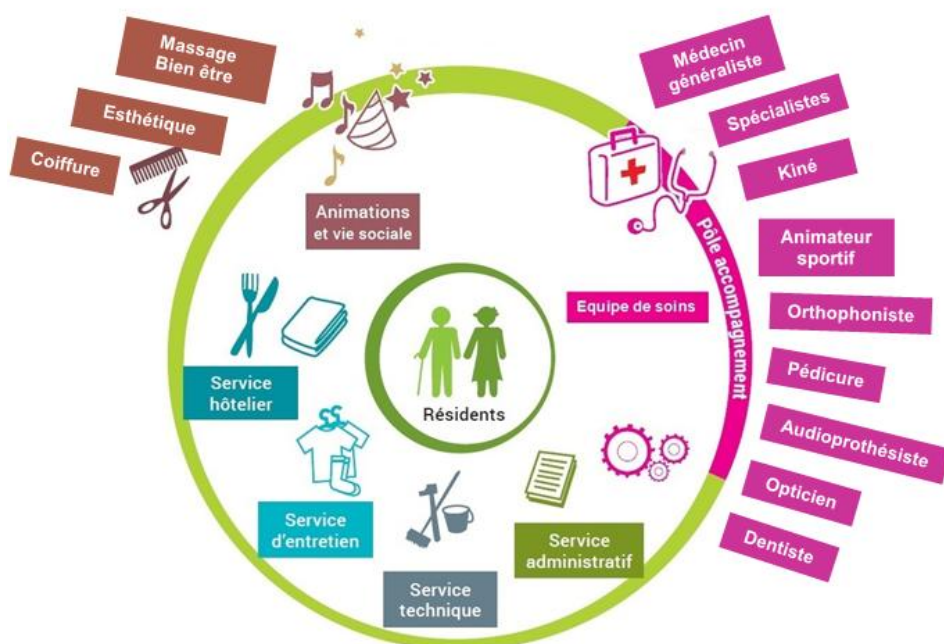 Massage
Bien être
Esthétique
Coiffure
Médecin
généraliste
Spécialistes
Kiné
Animateur
sportif
Orthophoniste
Pédicure
Audioprothésiste
Opticien
Dentiste
Pôle accompagnement
Animations
et vie sociale
Equipe de soins
Résidents
Service
hôtelier
Service
d'entretien
Service
technique
Service
administratif